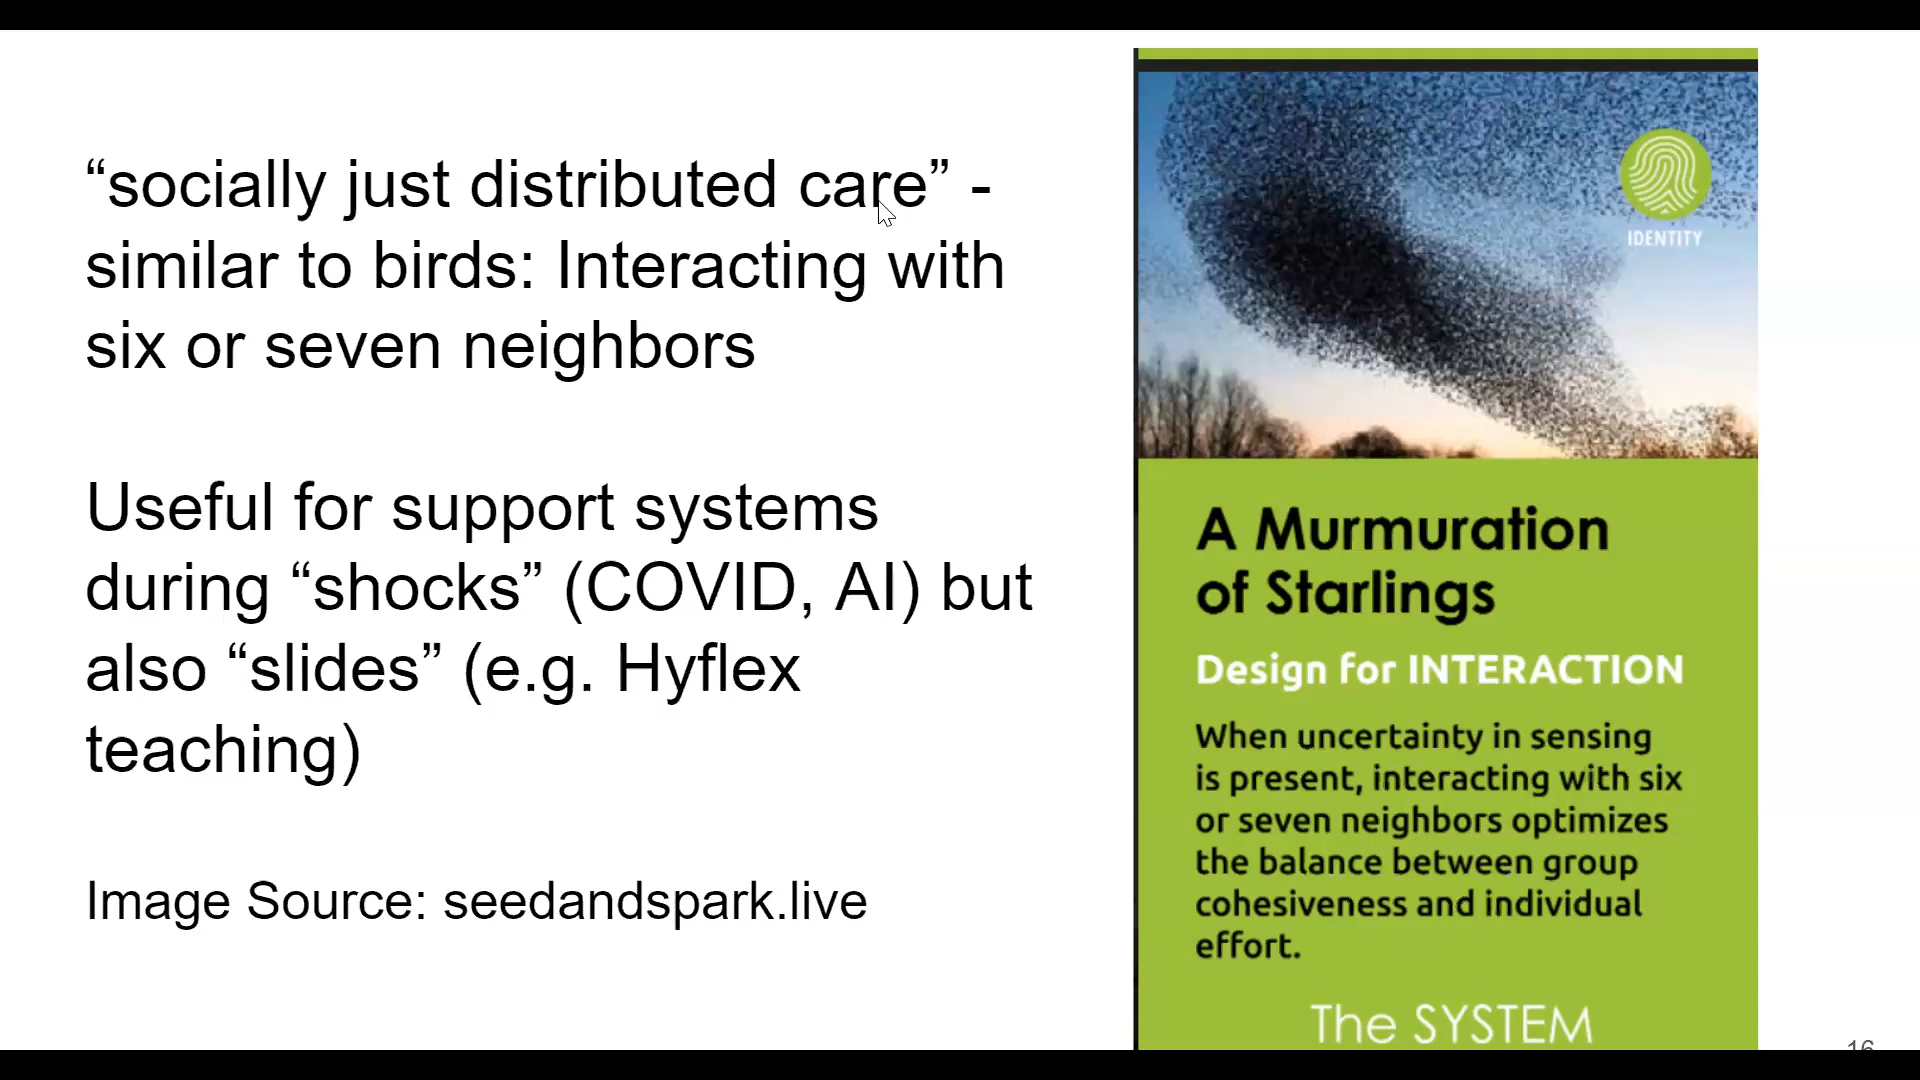 “socially just distributed care” -
similar to birds: Interacting with
six or seven neighbors
Useful for support systems
during “shocks” (COVID, AI) but
also “slides” (e.g. Hyflex
teaching)
Image Source: seedandspark.live
IDENTITY
A Murmuration
of Starlings
Design for INTERACTION
When uncertainty in sensing
is present, interacting with six
or seven neighbors optimizes
the balance between group
cohesiveness and individual
effort.
The SYSTEM
16